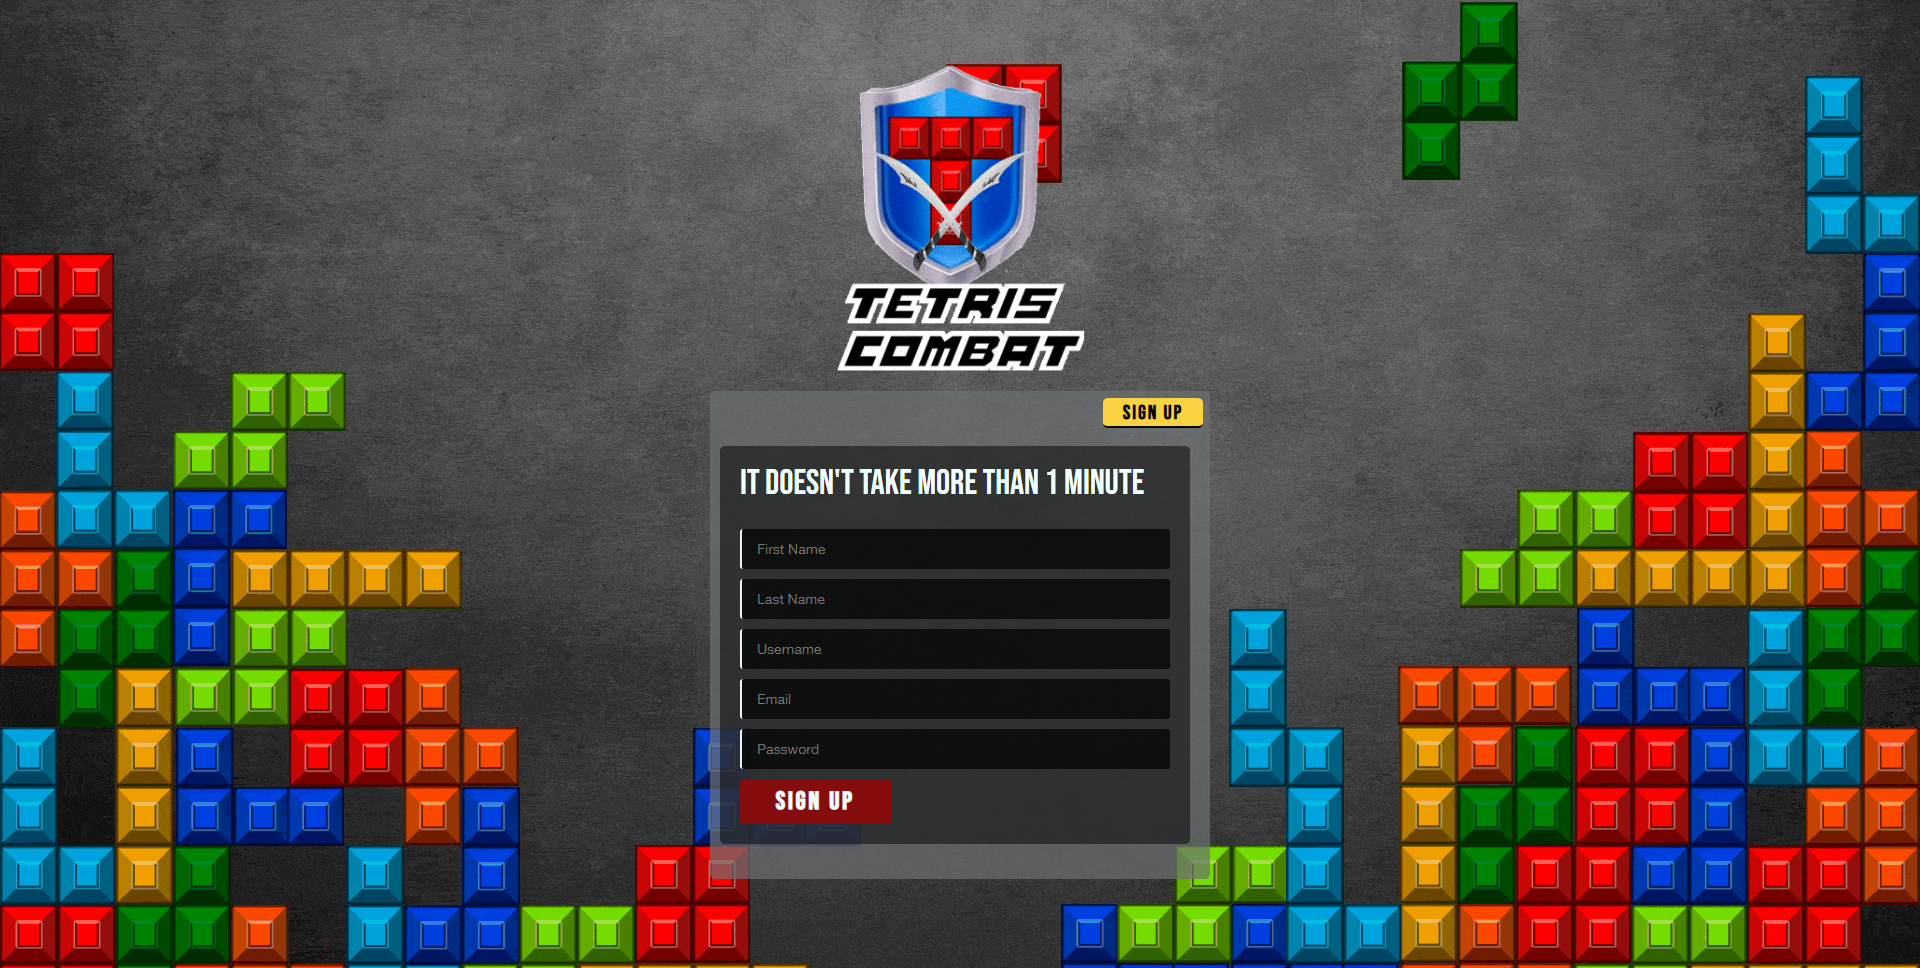 TETRIS
COMBAT
SIGN UP
IT DOESN'T TAKE MORE THAN 1 MINUTE
First Name
Last Name
Username
Email
Password
SIGN UP